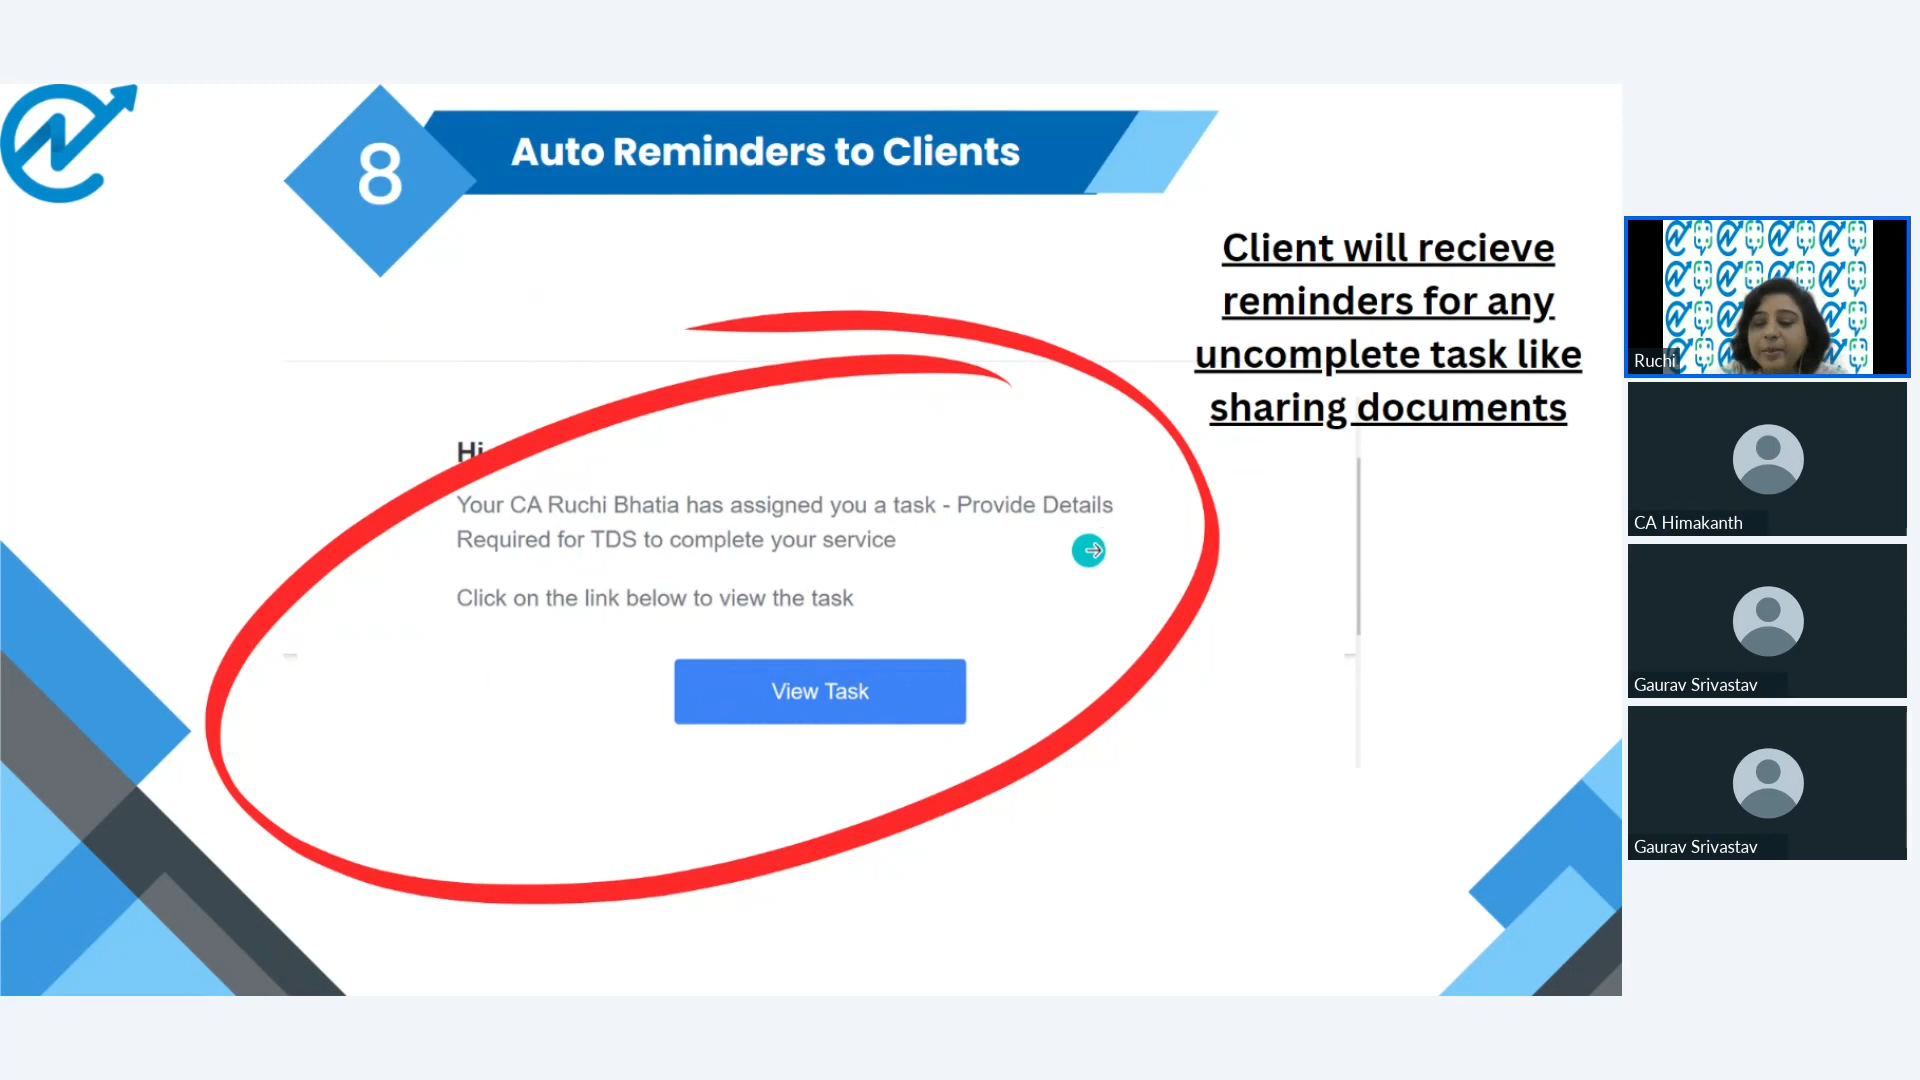 8
Auto Reminders to Clients
Client will recieve
reminders for any
uncomplete task like
sharing documents
Hi
Your CA Ruchi Bhatia has assigned you a task - Provide Details
Required for TDS to complete your service
Click on the link below to view the task
View Task
Ruchi
CA Himakanth
Gaurav Srivastav
Gaurav Srivastav